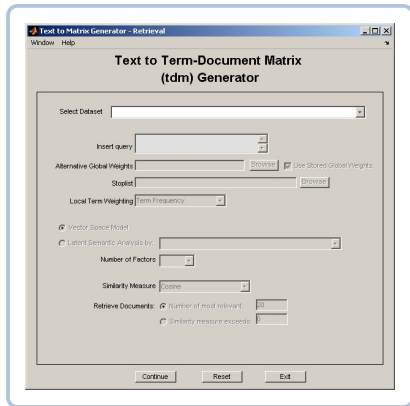 Text to Matrix Generator - Retrieval
Window Help
Text to Term-Document Matrix
(tdm) Generator
Select Dataset
Insert query
Alternative Global Weights Browse Use Stored Global Weights
Stoplist Browse
Local Term Weighting Term Frequency
Vector Space Model
Latent Semantic Analysis by:
Number of Factors
Similarity Measure Cosine
Retrieve Documents: Number of most relevant: 20
Similarity measure exceeds: 0
Continue Reset Exit